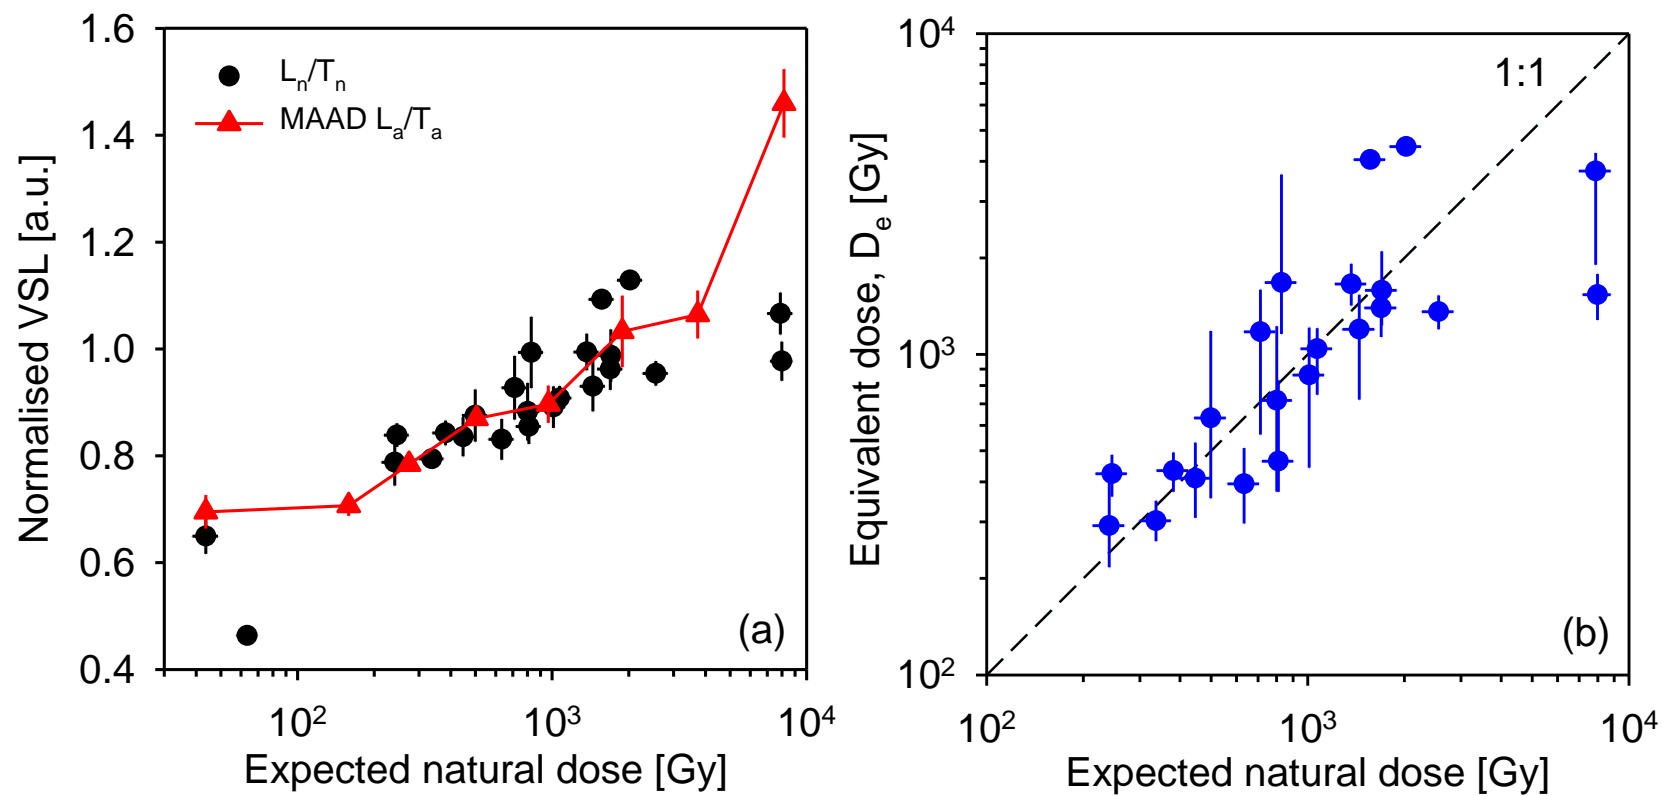 Normalised VSL [a.u.]
1.6
1.4
1.2
1.0
0.8
0.6
0.4
Lₙ/Tₙ
MAAD Lₐ/Tₐ
(a)
10² 10³ 10⁴
Expected natural dose [Gy]
Equivalent dose, Dₑ [Gy]
10⁴
10³
10²
1:1
(b)
10² 10³ 10⁴
Expected natural dose [Gy]